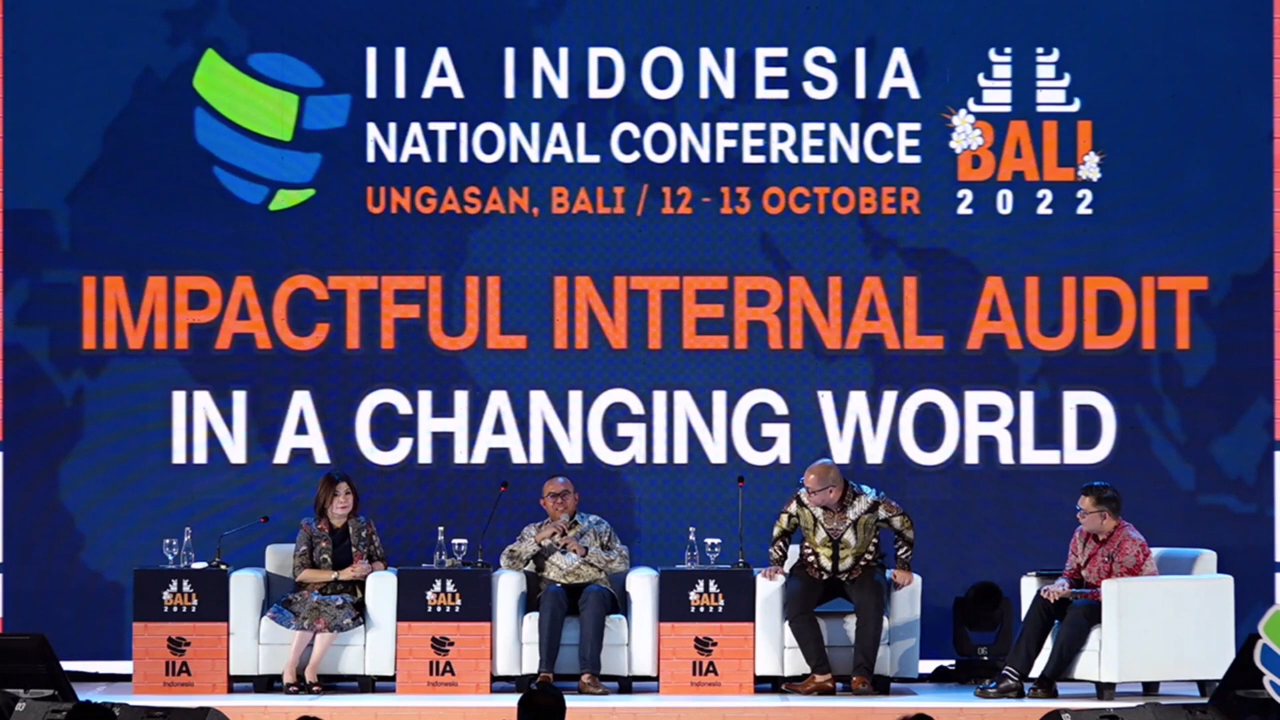 IIA INDONESIA
NATIONAL CONFERENCE
UNGASAN, BALI / 12 - 13 OCTOBER
BALI
2022
IMPACTFUL INTERNAL AUDIT
IN A CHANGING WORLD
BALI
2022
BALI
2022
BALI
2022
IIA
Indonesia
IIA
Indonesia
IIA
Indonesia
06